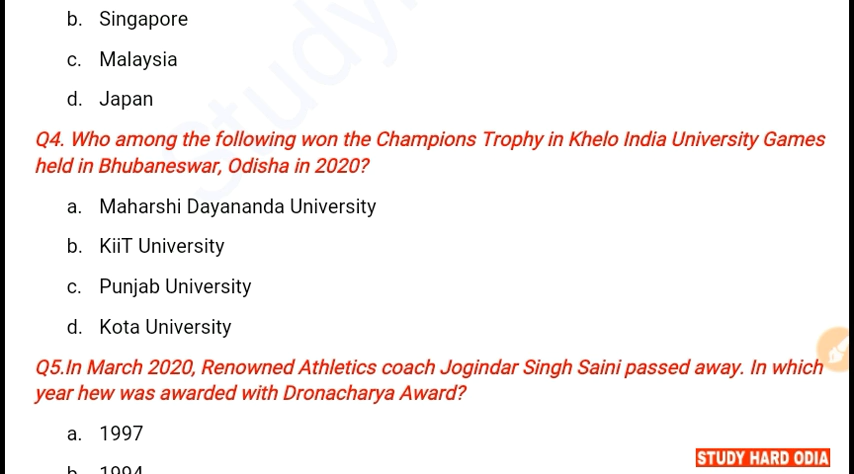 b. Singapore
c. Malaysia
d. Japan
Q4. Who among the following won the Champions Trophy in Khelo India University Games
held in Bhubaneswar, Odisha in 2020?
a. Maharshi Dayananda University
b. KiiT University
c. Punjab University
d. Kota University
Q5.In March 2020, Renowned Athletics coach Jogindar Singh Saini passed away. In which
year hew was awarded with Dronacharya Award?
a. 1997
b. 1994
STUDY HARD ODIA